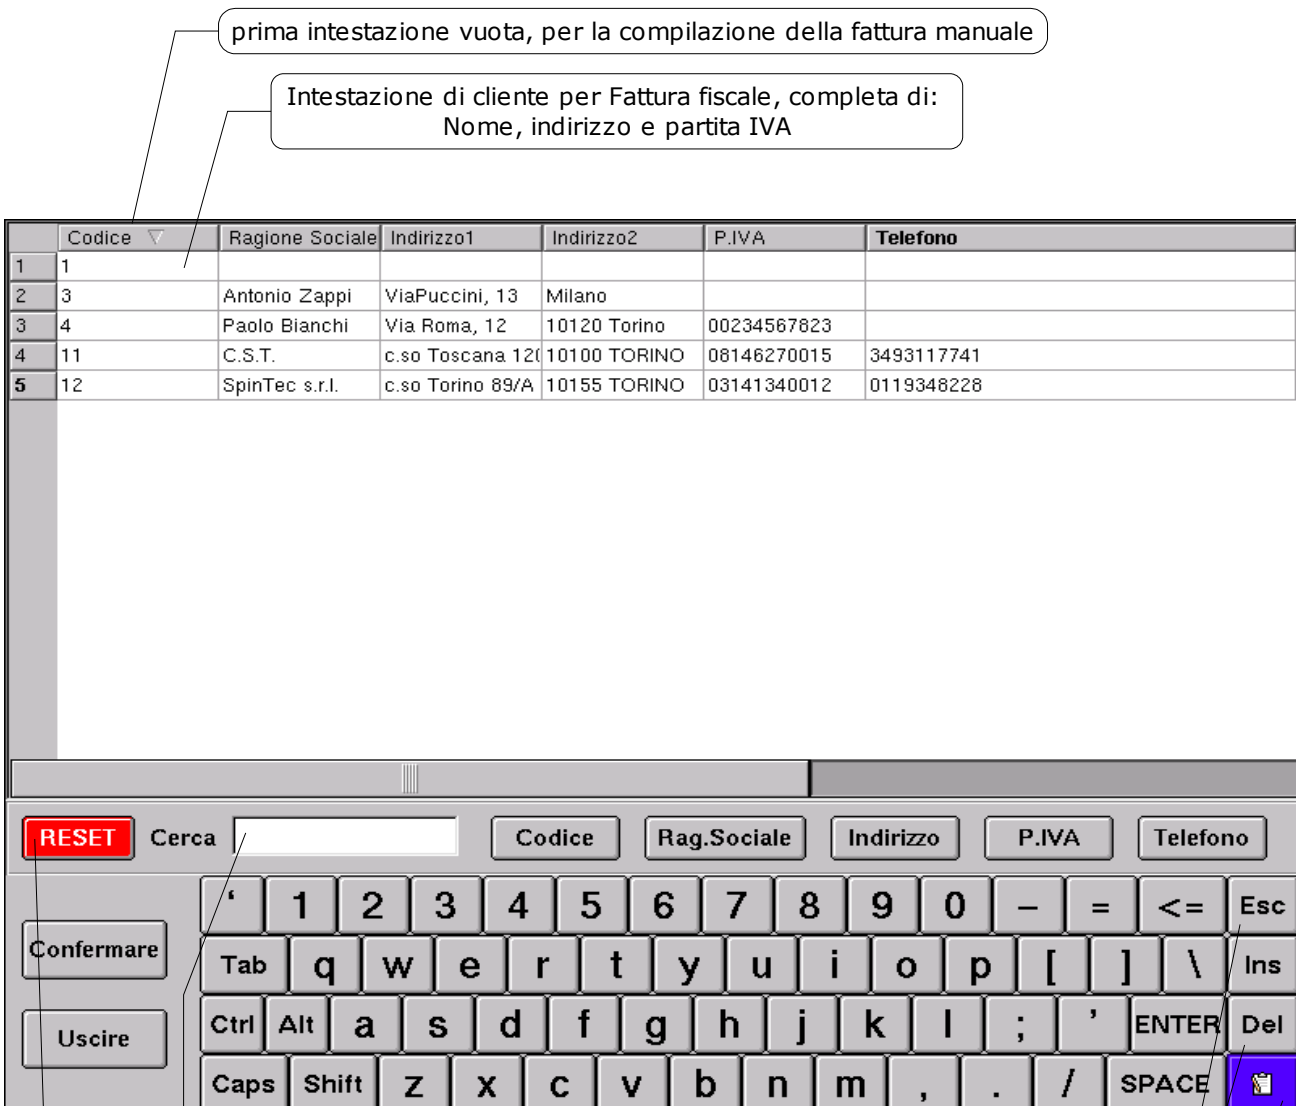 prima intestazione vuota, per la compilazione della fattura manuale
Intestazione di cliente per Fattura fiscale, completa di:
Nome, indirizzo e partita IVA
Codice Ragione Sociale Indirizzo1 Indirizzo2 P.IVA Telefono
1 1
2 3 Antonio Zappi ViaPuccini, 13 Milano
3 4 Paolo Bianchi Via Roma, 12 10120 Torino 00234567823
4 11 C.S.T. c.so Toscana 120 10100 TORINO 08146270015 3493117741
5 12 SpinTec s.r.l. c.so Torino 89/A 10155 TORINO 03141340012 0119348228
RESET Cerca Codice Rag.Sociale Indirizzo P.IVA Telefono
‘ 1 2 3 4 5 6 7 8 9 0 – = <= Esc
Confermare
Tab q w e r t y u i o p [ ] \ Ins
Uscire
Ctrl Alt a s d f g h j k l ; ’ ENTER Del
Caps Shift z x c v b n m , . / SPACE